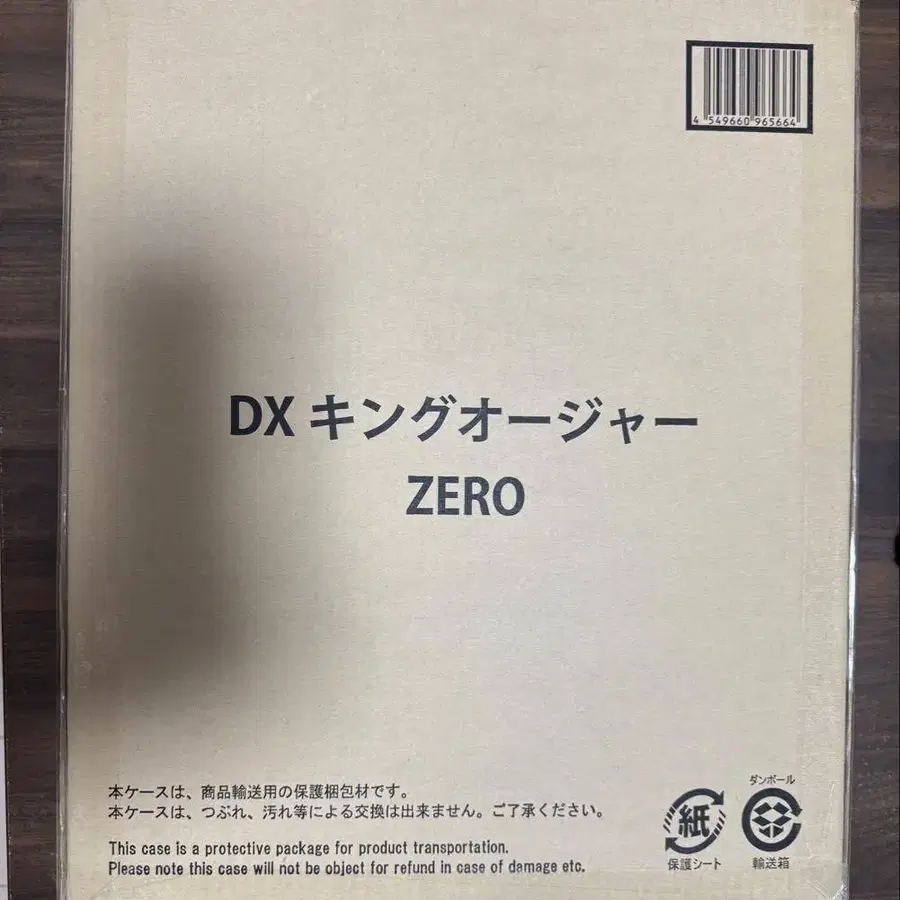 4 549660 965664
DX キングオージャー
ZERO
本ケースは、商品輸送用の保護梱包材です。
本ケースは、つぶれ、汚れ等による交換は出来ません。ご了承ください。
This case is a protective package for product transportation.
Please note this case will not be object for refund in case of damage etc.
紙
保護シート
ダンボール
輸送箱